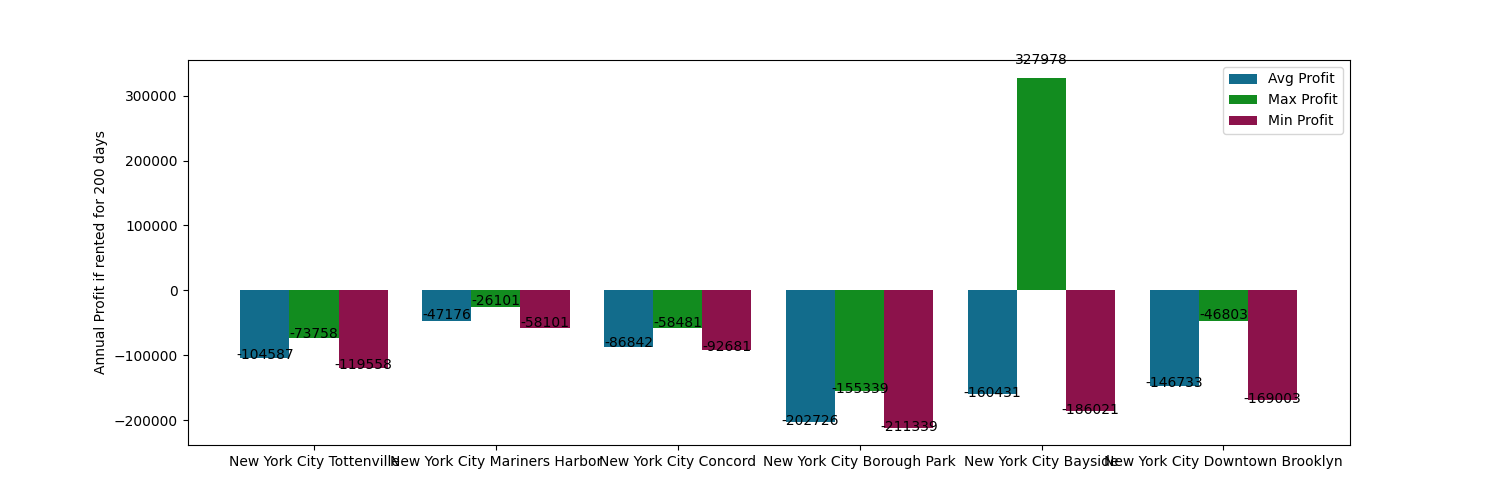 327978
Avg Profit
Max Profit
Min Profit
Annual Profit if rented for 200 days
300000
200000
100000
0
−100000
−200000
-104587
-73758
-119558
-47176
-26101
-58101
-86842
-58481
-92681
-202726
-155339
-211339
-160431
-186021
-146733
-46803
-169003
New York City Tottenville
New York City Mariners Harbor
New York City Concord
New York City Borough Park
New York City Bayside
New York City Downtown Brooklyn